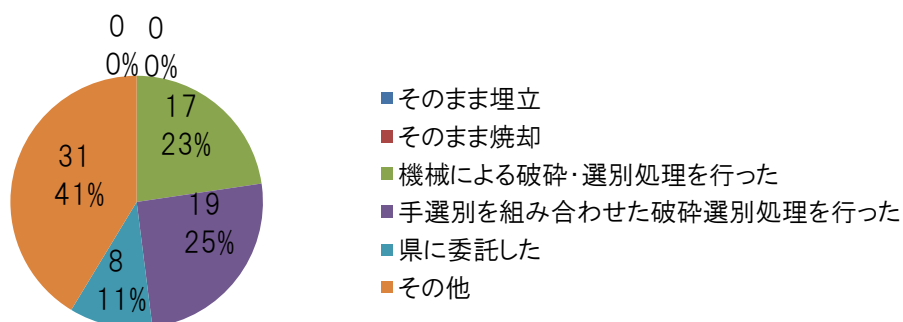 0 0
0% 0%
17
23%
31
41%
19
25%
8
11%
そのまま埋立
そのまま焼却
機械による破砕・選別処理を行った
手選別を組み合わせた破砕選別処理を行った
県に委託した
その他